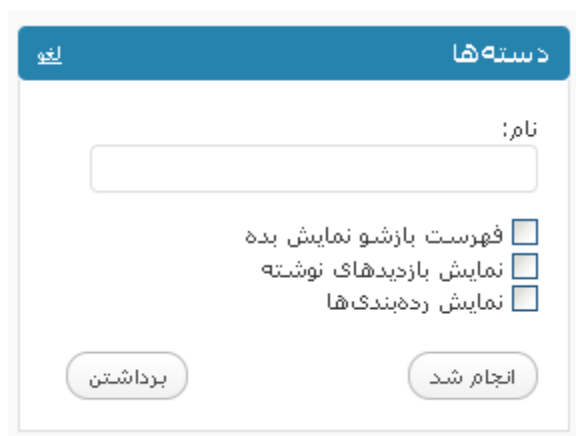 دسته‌ها لغو
نام:
فهرست بازشو نمایش بده
نمایش بازدیدهای نوشته
نمایش رده‌بندی‌ها
انجام شد برداشتن